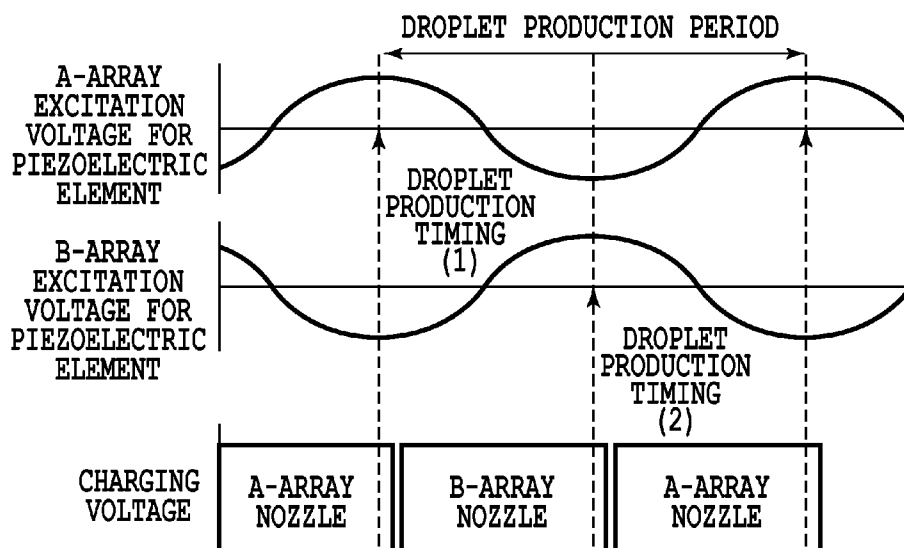 DROPLET PRODUCTION PERIOD
A-ARRAY
EXCITATION
VOLTAGE FOR
PIEZOELECTRIC
ELEMENT
DROPLET
PRODUCTION
TIMING
(1)
B-ARRAY
EXCITATION
VOLTAGE FOR
PIEZOELECTRIC
ELEMENT
DROPLET
PRODUCTION
TIMING
(2)
CHARGING
VOLTAGE
A-ARRAY
NOZZLE
B-ARRAY
NOZZLE
A-ARRAY
NOZZLE